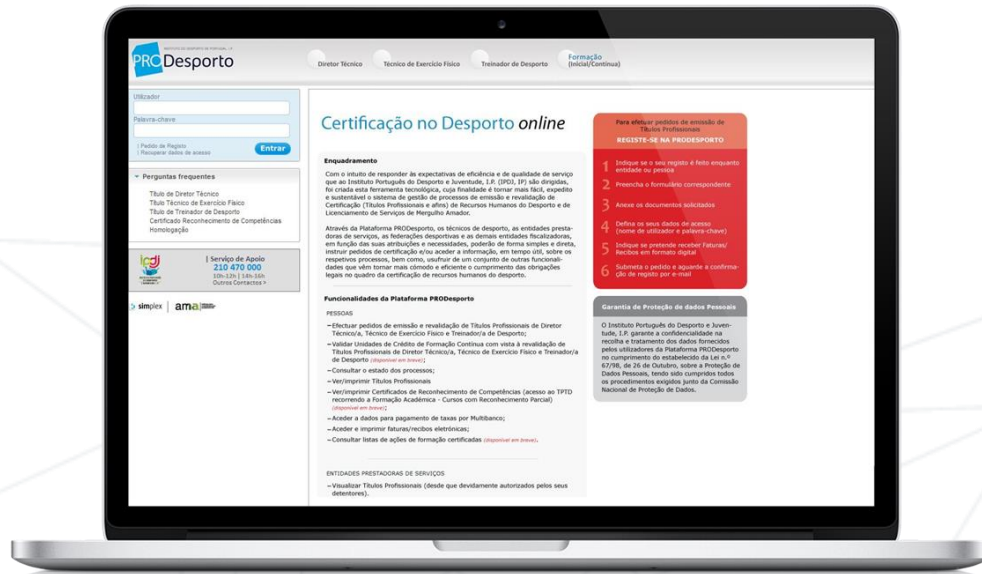 INSTITUTO DO DESPORTO DE PORTUGAL, I.P.
PRODesporto
Diretor Técnico
Técnico de Exercício Físico
Treinador de Desporto
Formação
(Inicial/Contínua)
Utilizador
Palavra-chave
| Pedido de Registo
| Recuperar dados de acesso
Entrar
Perguntas frequentes
Título de Diretor Técnico
Título Técnico de Exercício Físico
Título de Treinador de Desporto
Certificado Reconhecimento de Competências
Homologação
ipdj
| Serviço de Apoio
210 470 000
10h-12h | 14h-16h
Outros Contactos >
simplex
ama
Certificação no Desporto online
Enquadramento
Com o intuito de responder às expectativas de eficiência e de qualidade de serviço
que ao Instituto Português do Desporto e Juventude, I.P. (IPDJ, IP) são dirigidas,
foi criada esta ferramenta tecnológica, cuja finalidade é tornar mais fácil, expedito
e sustentável o sistema de gestão de processos de emissão e revalidação de
Certificação (Títulos Profissionais e afins) de Recursos Humanos do Desporto e de
Licenciamento de Serviços de Mergulho Amador.
Através da Plataforma PRODesporto, os técnicos de desporto, as entidades presta-
doras de serviços, as federações desportivas e as demais entidades fiscalizadoras,
em função das suas atribuições e necessidades, poderão de forma simples e direta,
instruir pedidos de certificação e/ou aceder a informação, em tempo útil, sobre os
respetivos processos, bem como, usufruir de um conjunto de outras funcionali-
dades que vêm tornar mais cómodo e eficiente o cumprimento das obrigações
legais no quadro da certificação de recursos humanos do desporto.
Funcionalidades da Plataforma PRODesporto
PESSOAS
–Efectuar pedidos de emissão e revalidação de Títulos Profissionais de Diretor
Técnico/a, Técnico de Exercício Físico e Treinador/a de Desporto;
–Validar Unidades de Crédito de Formação Contínua com vista à revalidação de
Títulos Profissionais de Diretor Técnico/a, Técnico de Exercício Físico e Treinador/a
de Desporto (disponível em breve);
–Consultar o estado dos processos;
–Ver/imprimir Títulos Profissionais
–Ver/imprimir Certificados de Reconhecimento de Competências (acesso ao TPTD
recorrendo a Formação Académica - Cursos com Reconhecimento Parcial)
(disponível em breve);
–Aceder a dados para pagamento de taxas por Multibanco;
–Aceder e imprimir faturas/recibos eletrónicas;
–Consultar listas de ações de formação certificadas (disponível em breve).
ENTIDADES PRESTADORAS DE SERVIÇOS
–Visualizar Títulos Profissionais (desde que devidamente autorizados pelos seus
detentores).
Para efetuar pedidos de emissão de
Títulos Profissionais
REGISTE-SE NA PRODESPORTO
1 Indique se o seu registo é feito enquanto
entidade ou pessoa
2 Preencha o formulário correspondente
3 Anexe os documentos solicitados
4 Defina os seus dados de acesso
(nome de utilizador e palavra-chave)
5 Indique se pretende receber Faturas/
Recibos em formato digital
6 Submeta o pedido e aguarde a confirma-
ção de registo por e-mail
Garantia de Proteção de dados Pessoais
O Instituto Português do Desporto e Juven-
tude, I.P. garante a confidencialidade na
recolha e tratamento dos dados fornecidos
pelos utilizadores da Plataforma PRODesporto
no cumprimento do estabelecido da Lei n.º
67/98, de 26 de Outubro, sobre a Proteção de
Dados Pessoais, tendo sido cumpridos todos
os procedimentos exigidos junto da Comissão
Nacional de Proteção de Dados.